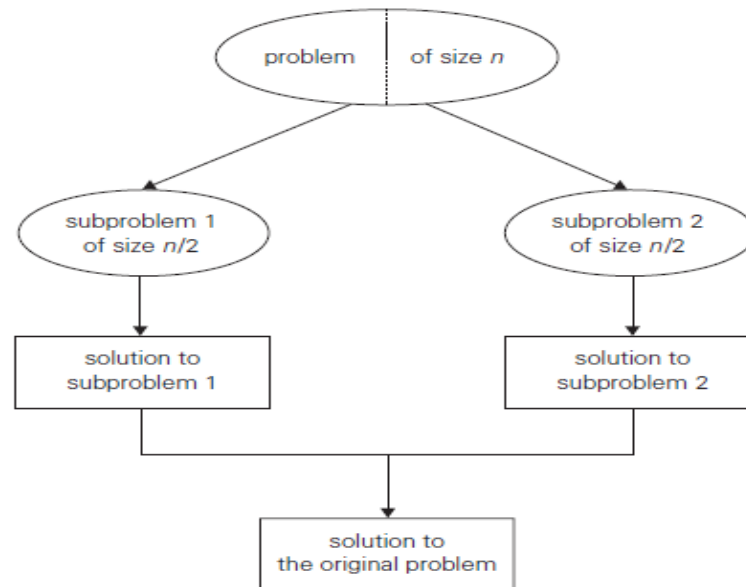 problem of size n
subproblem 1
of size n/2
subproblem 2
of size n/2
solution to
subproblem 1
solution to
subproblem 2
solution to
the original problem